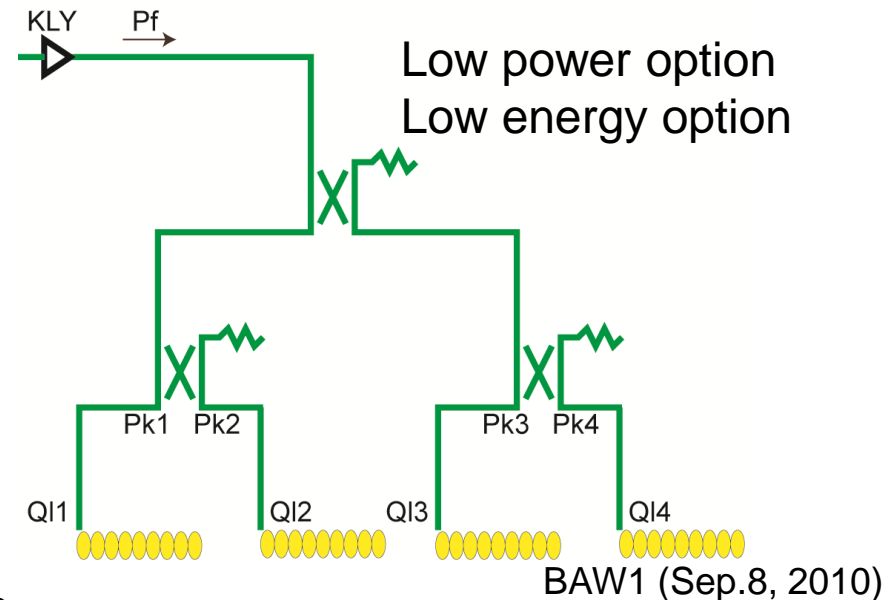 KLY Pf
Low power option
Low energy option
Pk1 Pk2 Pk3 Pk4
Ql1 Ql2 Ql3 Ql4
BAW1 (Sep.8, 2010)